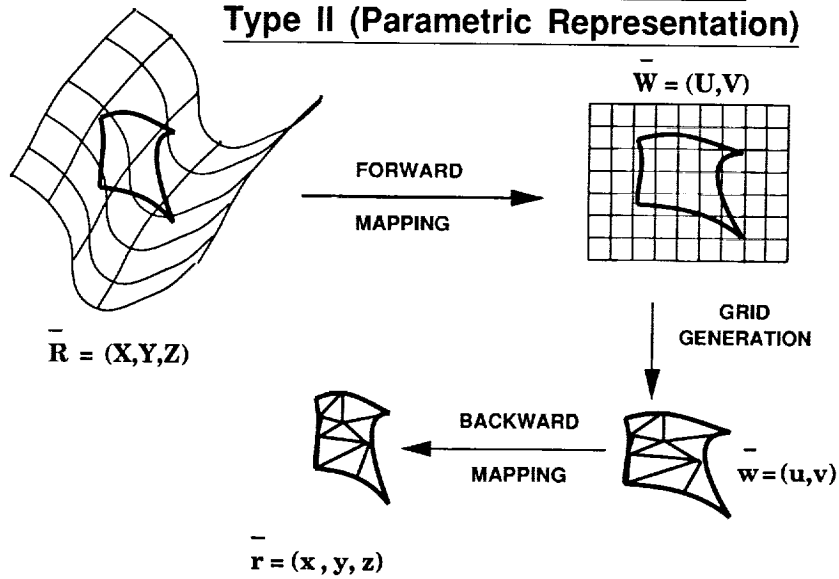 Type II (Parametric Representation)
W̄ = (U,V)
FORWARD
MAPPING
R̄ = (X,Y,Z)
GRID
GENERATION
BACKWARD
MAPPING
w̄=(u,v)
r̄ = (x, y, z)